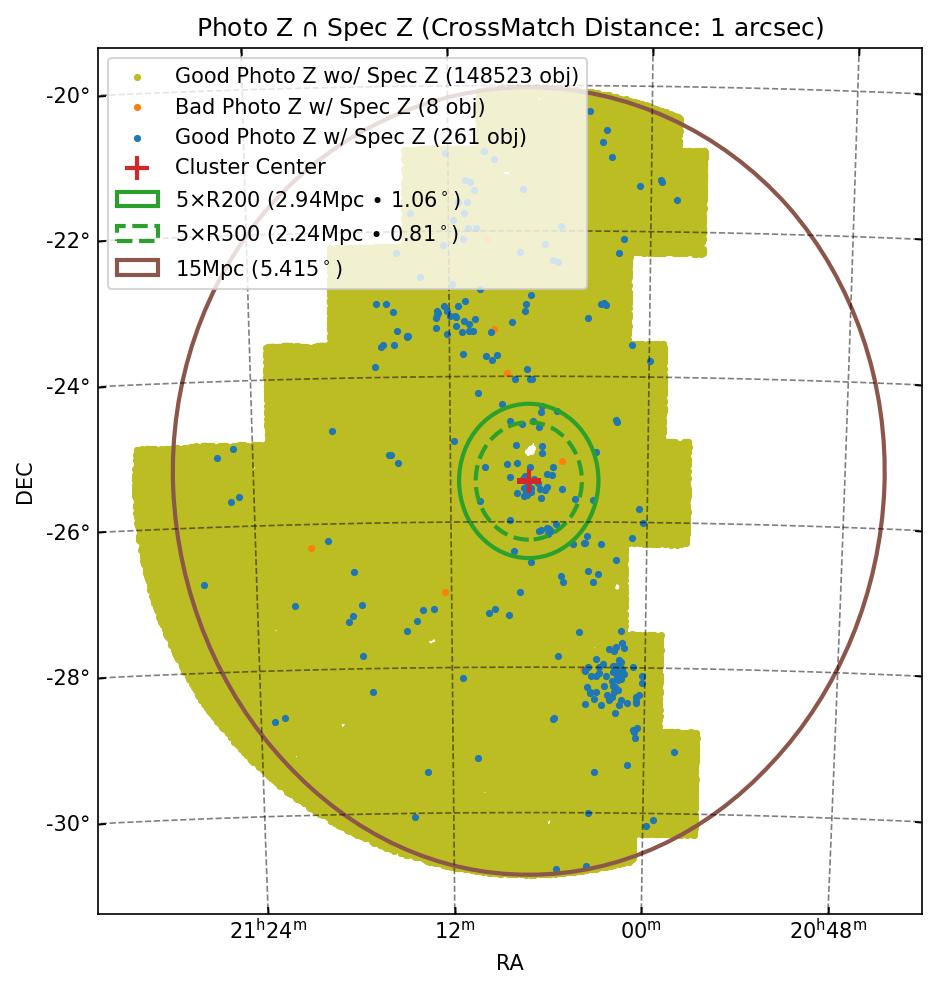 Photo Z ∩ Spec Z (CrossMatch Distance: 1 arcsec)
Good Photo Z wo/ Spec Z (148523 obj)
Bad Photo Z w/ Spec Z (8 obj)
Good Photo Z w/ Spec Z (261 obj)
Cluster Center
5×R200 (2.94Mpc • 1.06°)
5×R500 (2.24Mpc • 0.81°)
15Mpc (5.415°)
-20°
-22°
-24°
-26°
-28°
-30°
DEC
21h24m 12m 00m 20h48m
RA